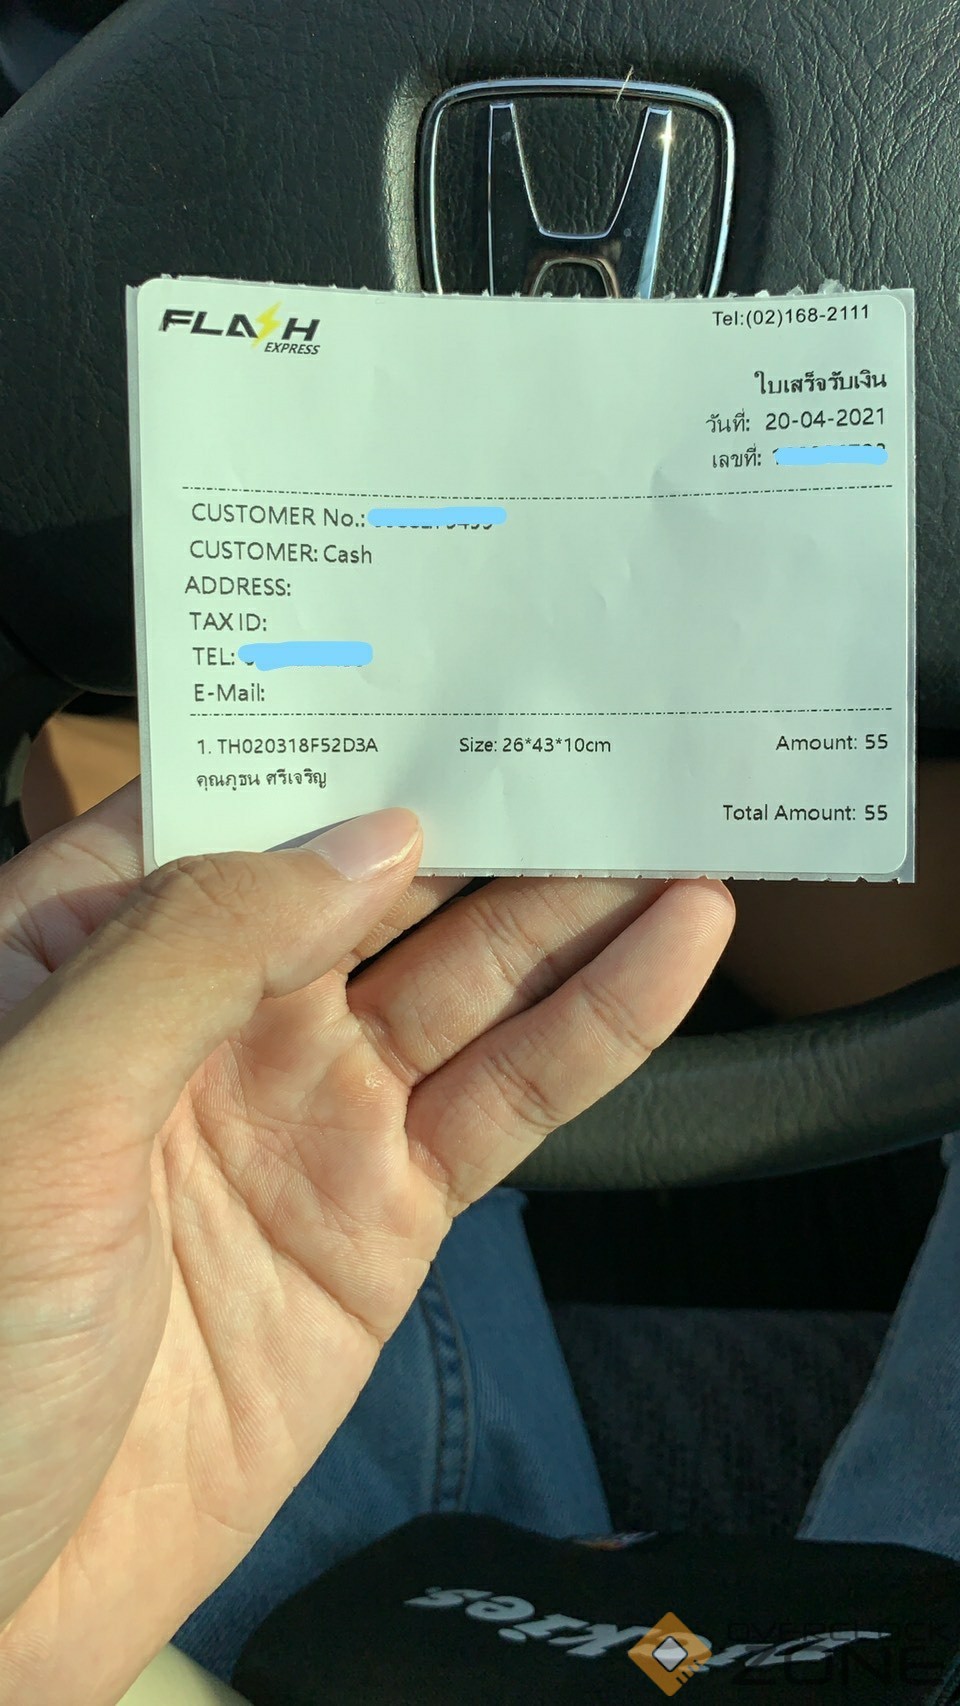 FLASH
EXPRESS
Tel:(02)168-2111
ใบเสร็จรับเงิน
วันที่: 20-04-2021
เลขที่:
CUSTOMER No.:
CUSTOMER: Cash
ADDRESS:
TAX ID:
TEL:
E-Mail:
1. TH020318F52D3A Size: 26*43*10cm Amount: 55
คุณภูธน ศรีเจริญ
Total Amount: 55
OVERCLOCK
ZONE